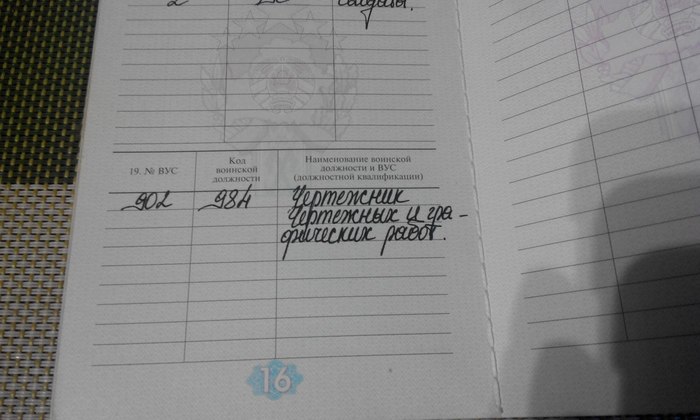 солдаты.
19. № ВУС
Код
воинской
должности
Наименование воинской
должности и ВУС
(должностной квалификации)
902 984 Чертежник
чертежных и гра-
фических работ.
16